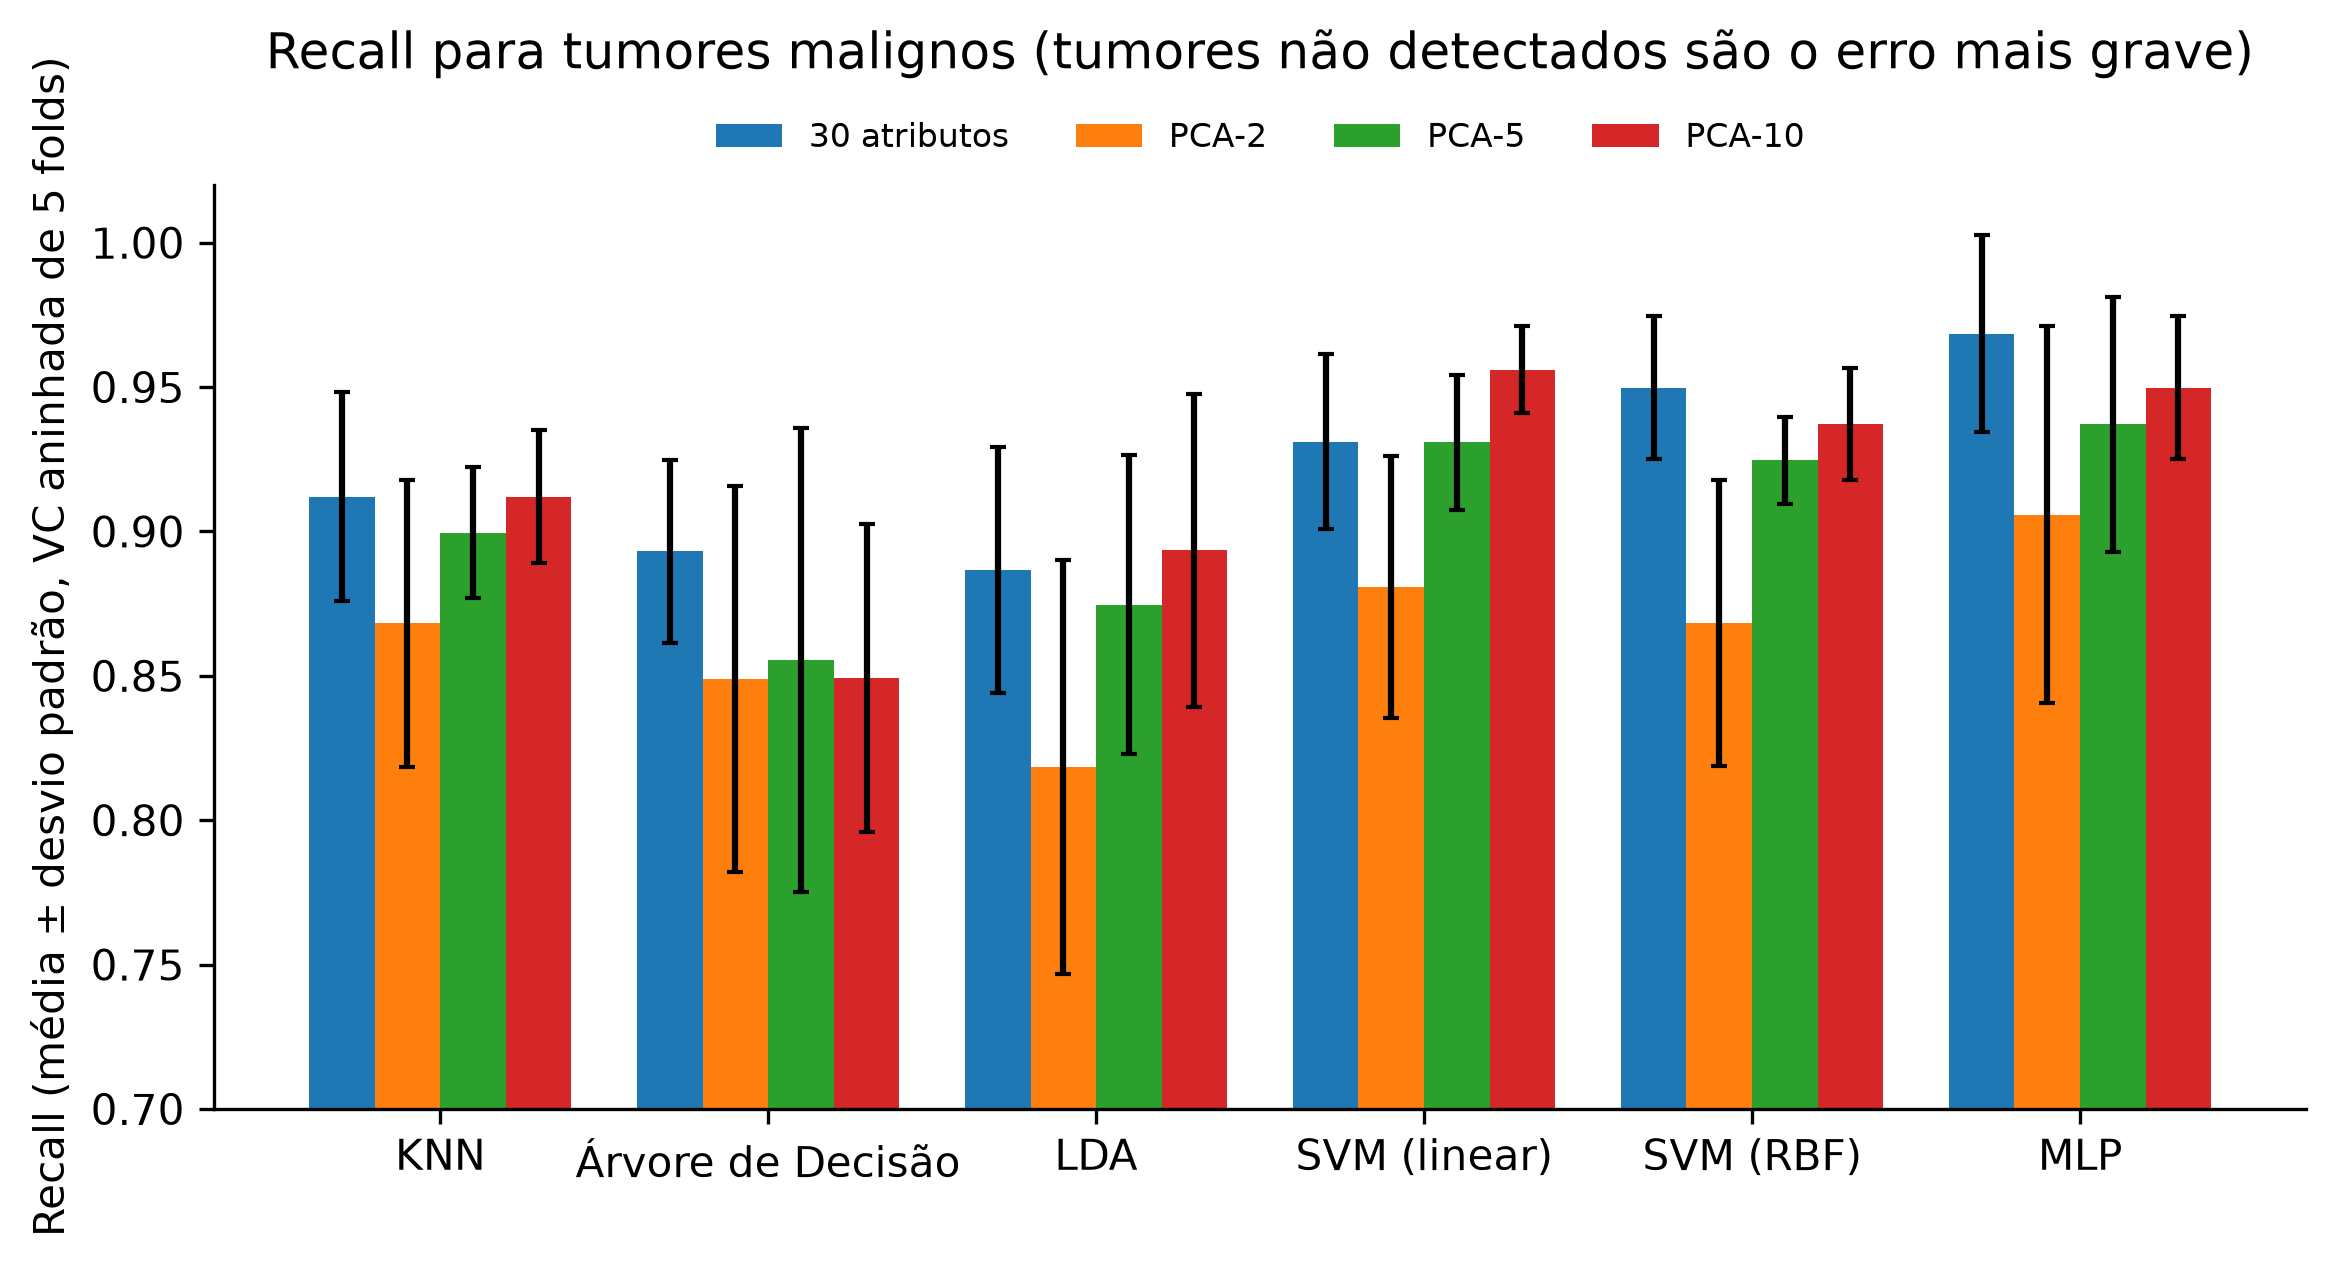 Recall para tumores malignos (tumores não detectados são o erro mais grave)
30 atributos
PCA-2
PCA-5
PCA-10
Recall (média ± desvio padrão, VC aninhada de 5 folds)
1.00
0.95
0.90
0.85
0.80
0.75
0.70
KNN
Árvore de Decisão
LDA
SVM (linear)
SVM (RBF)
MLP